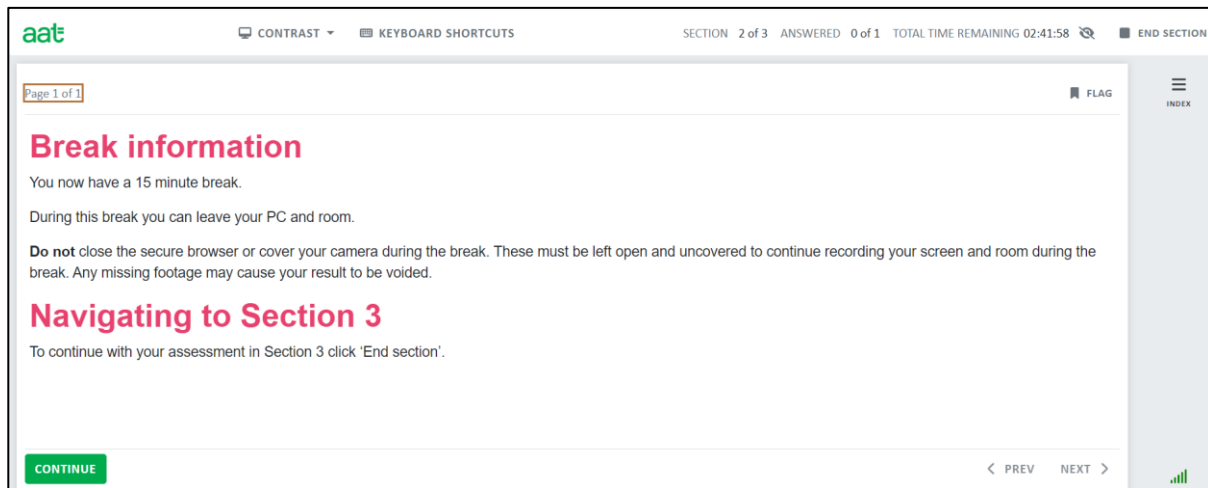 aat CONTRAST KEYBOARD SHORTCUTS SECTION 2 of 3 ANSWERED 0 of 1 TOTAL TIME REMAINING 02:41:58 END SECTION
Page 1 of 1 FLAG
INDEX
Break information
You now have a 15 minute break.
During this break you can leave your PC and room.
Do not close the secure browser or cover your camera during the break. These must be left open and uncovered to continue recording your screen and room during the
break. Any missing footage may cause your result to be voided.
Navigating to Section 3
To continue with your assessment in Section 3 click ‘End section’.
CONTINUE PREV NEXT